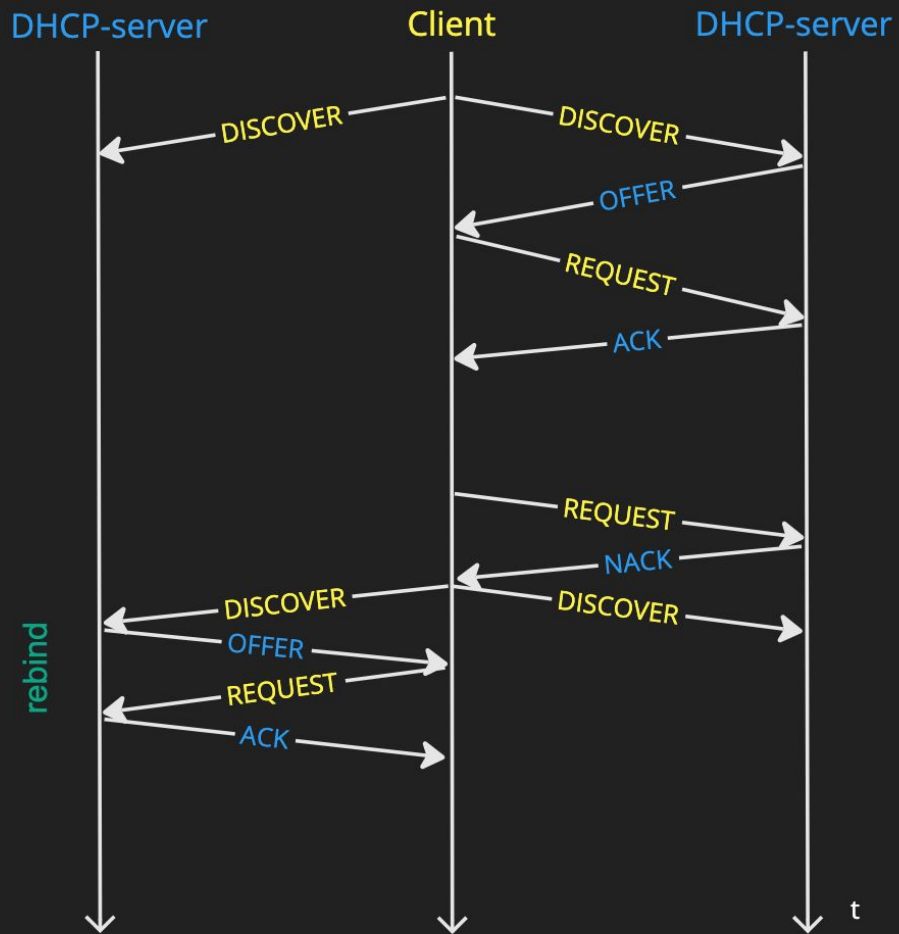 DHCP-server
Client
DHCP-server
DISCOVER
DISCOVER
OFFER
REQUEST
ACK
REQUEST
NACK
DISCOVER
DISCOVER
OFFER
REQUEST
rebind
ACK
t